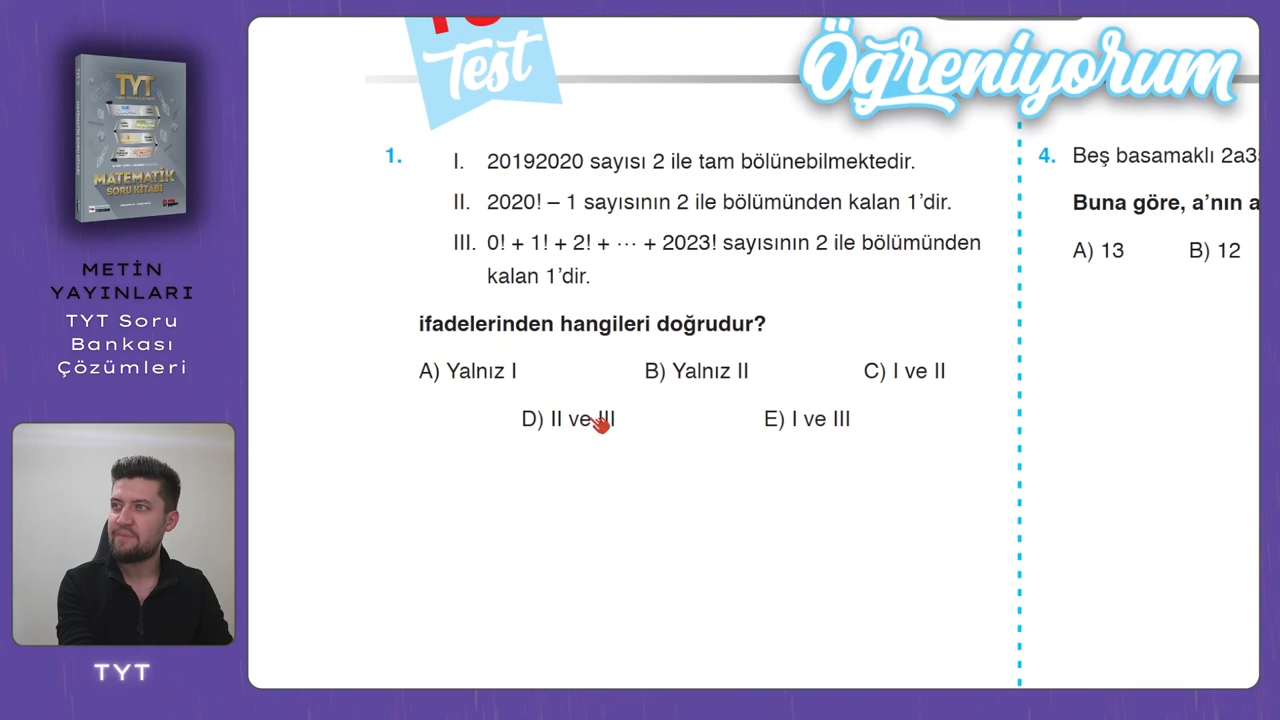 TYT
MATEMATİK
SORU KİTABI
METİN
YAYINLARI
TYT Soru
Bankası
Çözümleri
TYT
Test
Öğreniyorum
1.
I. 20192020 sayısı 2 ile tam bölünebilmektedir.
II. 2020! – 1 sayısının 2 ile bölümünden kalan 1’dir.
III. 0! + 1! + 2! + ··· + 2023! sayısının 2 ile bölümünden
kalan 1’dir.
ifadelerinden hangileri doğrudur?
A) Yalnız I B) Yalnız II C) I ve II
D) II ve III E) I ve III
4. Beş basamaklı 2a3
Buna göre, a’nın a
A) 13 B) 12